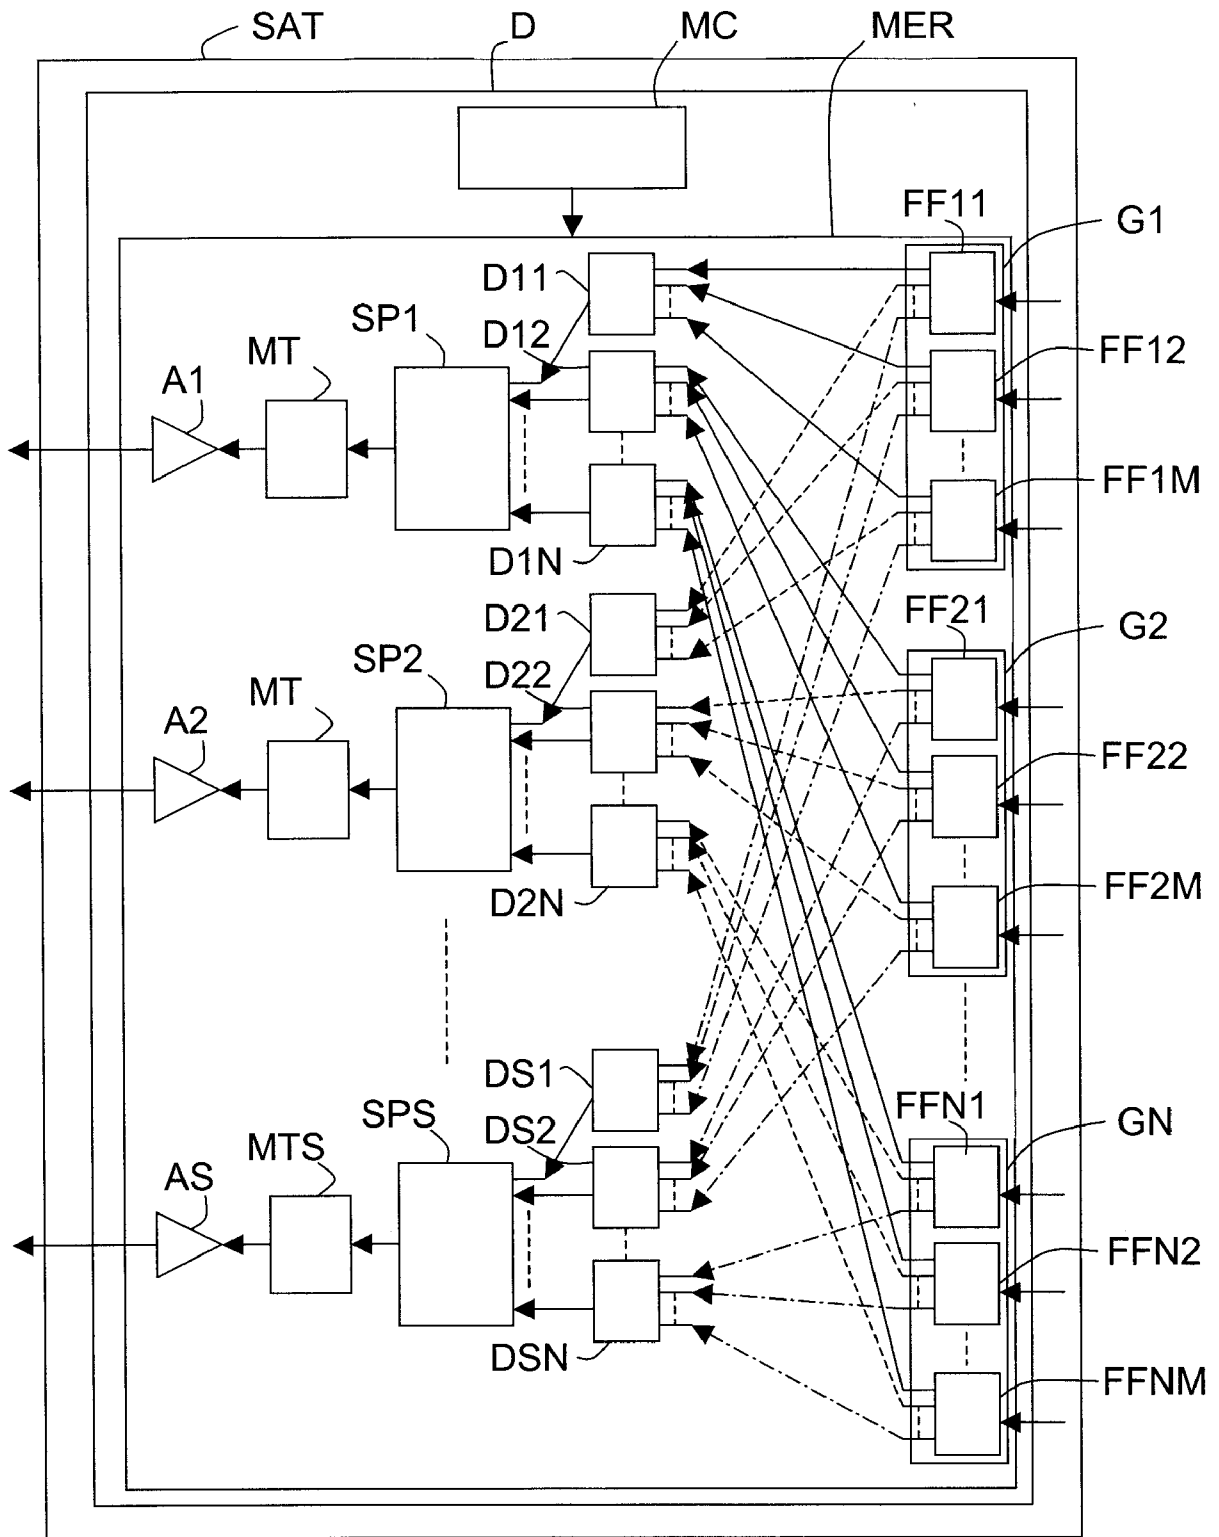 SAT D MC MER
FF11
G1
D11
SP1
D12
MT
A1
FF12
FF1M
D1N
D21
FF21
G2
SP2
D22
MT
A2
FF22
D2N
FF2M
DS1
FFN1
GN
SPS
DS2
MTS
AS
FFN2
DSN
FFNM